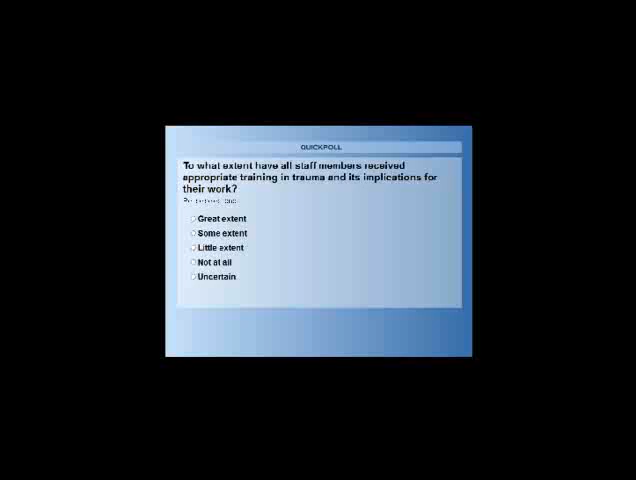 QUICKPOLL
To what extent have all staff members received
appropriate training in trauma and its implications for
their work?
Great extent
Some extent
Little extent
Not at all
Uncertain